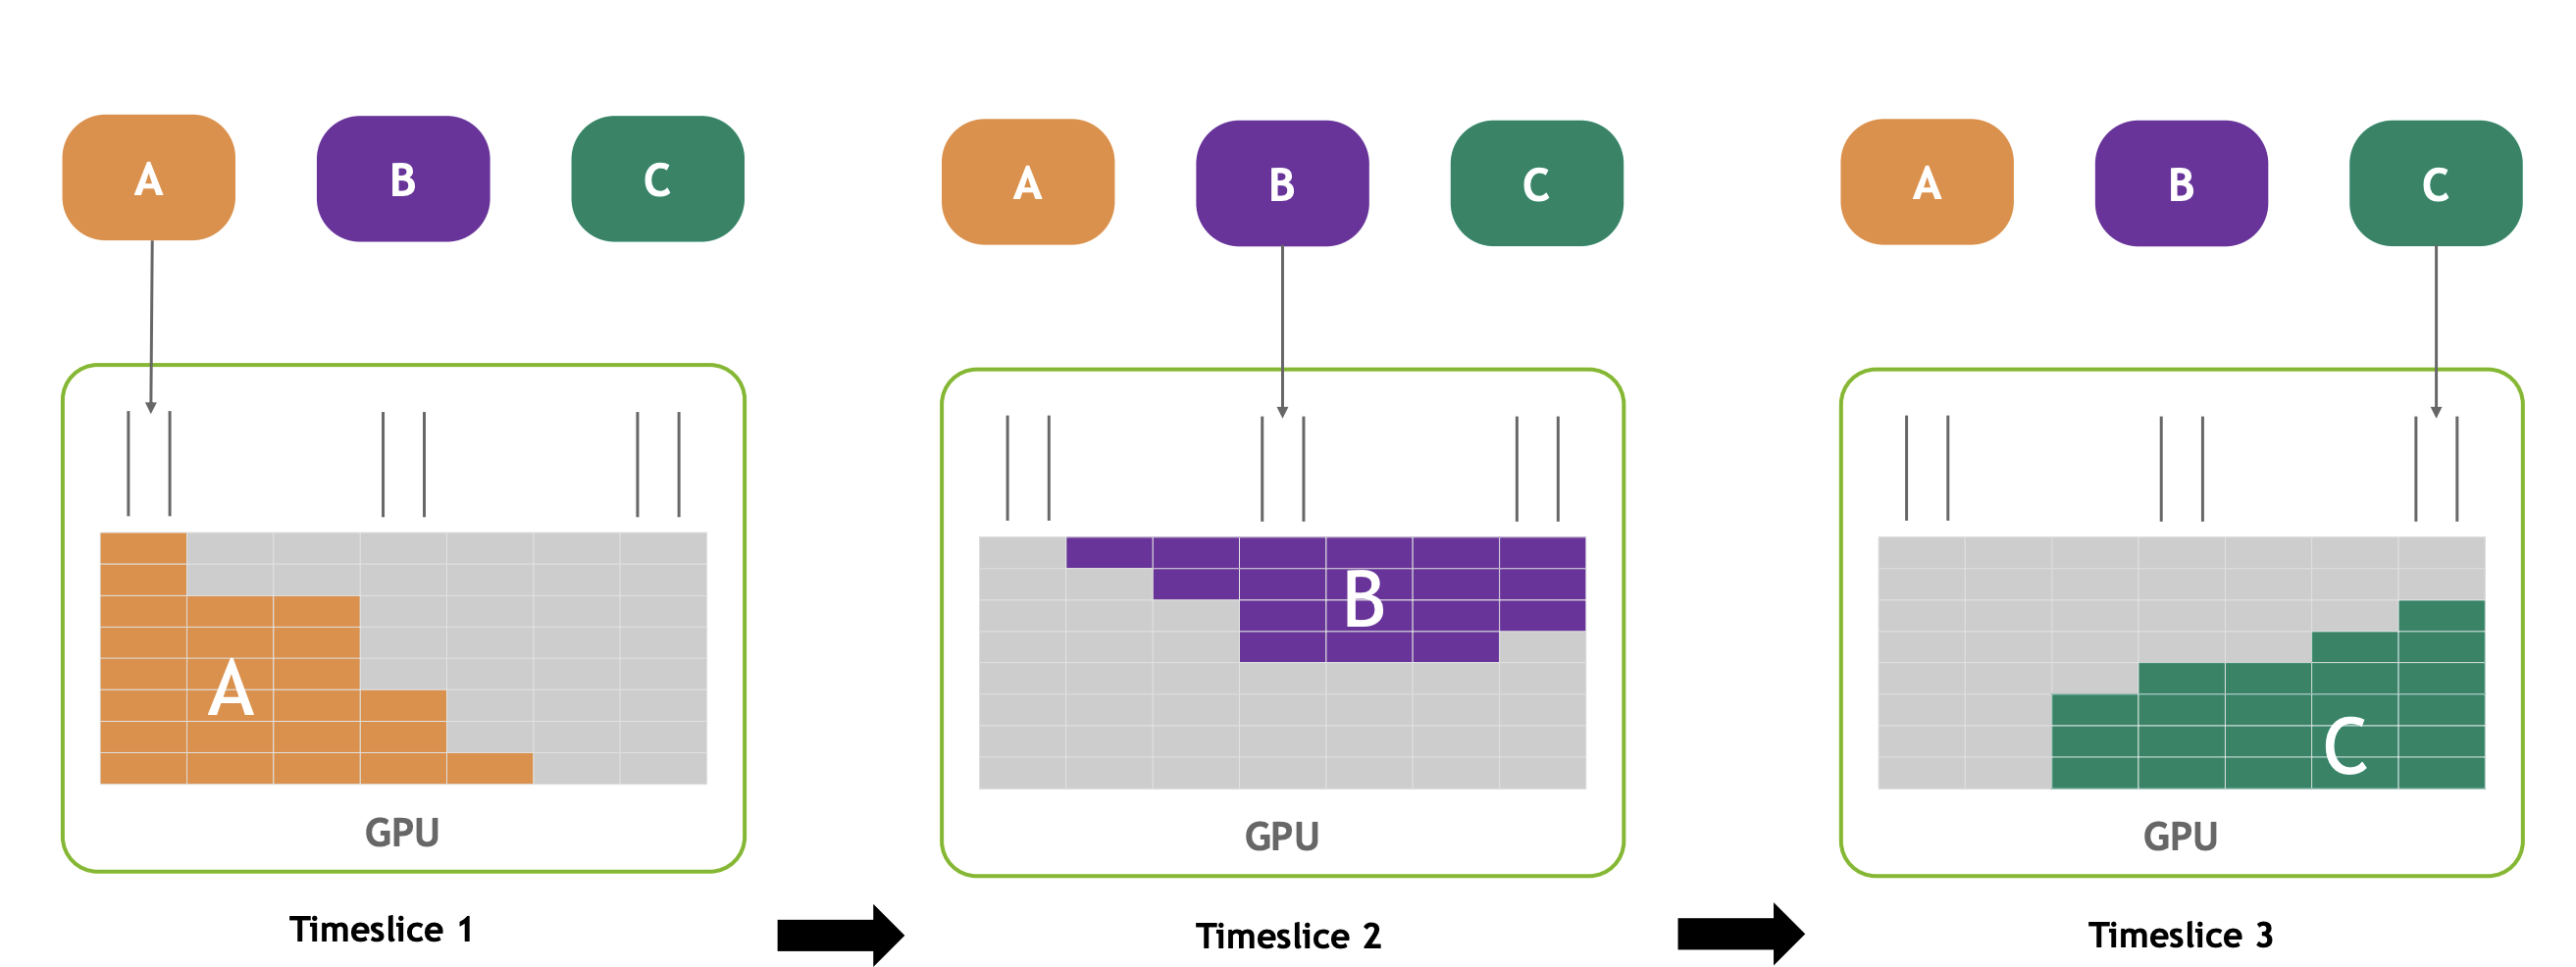 A B C
A B C
A B C
A
B
C
GPU
GPU
GPU
Timeslice 1
Timeslice 2
Timeslice 3